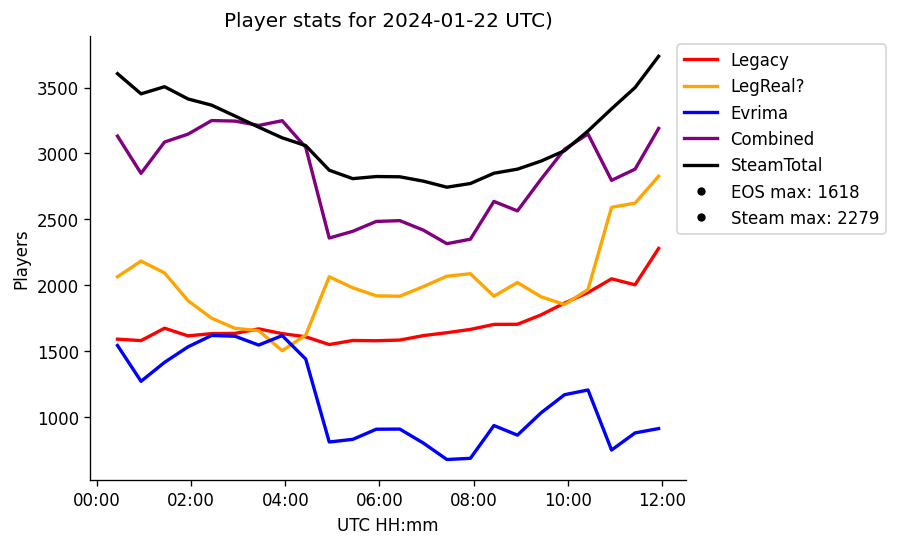 Player stats for 2024-01-22 UTC)
Legacy
LegReal?
Evrima
Combined
SteamTotal
EOS max: 1618
Steam max: 2279
Players
3500
3000
2500
2000
1500
1000
00:00 02:00 04:00 06:00 08:00 10:00 12:00
UTC HH:mm